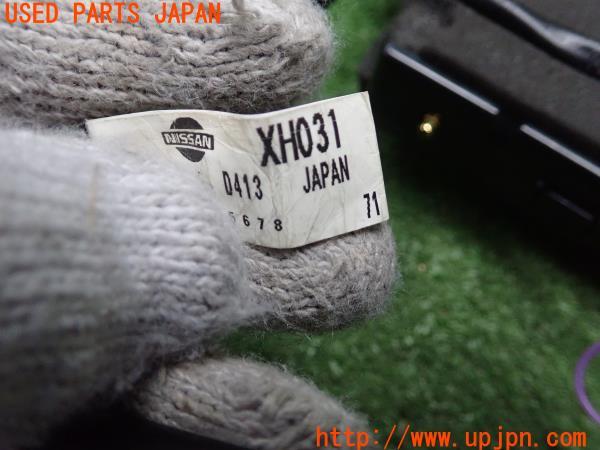 USED PARTS JAPAN
NISSAN XH031
D413 JAPAN
5678 71
http://www.upjpn.com